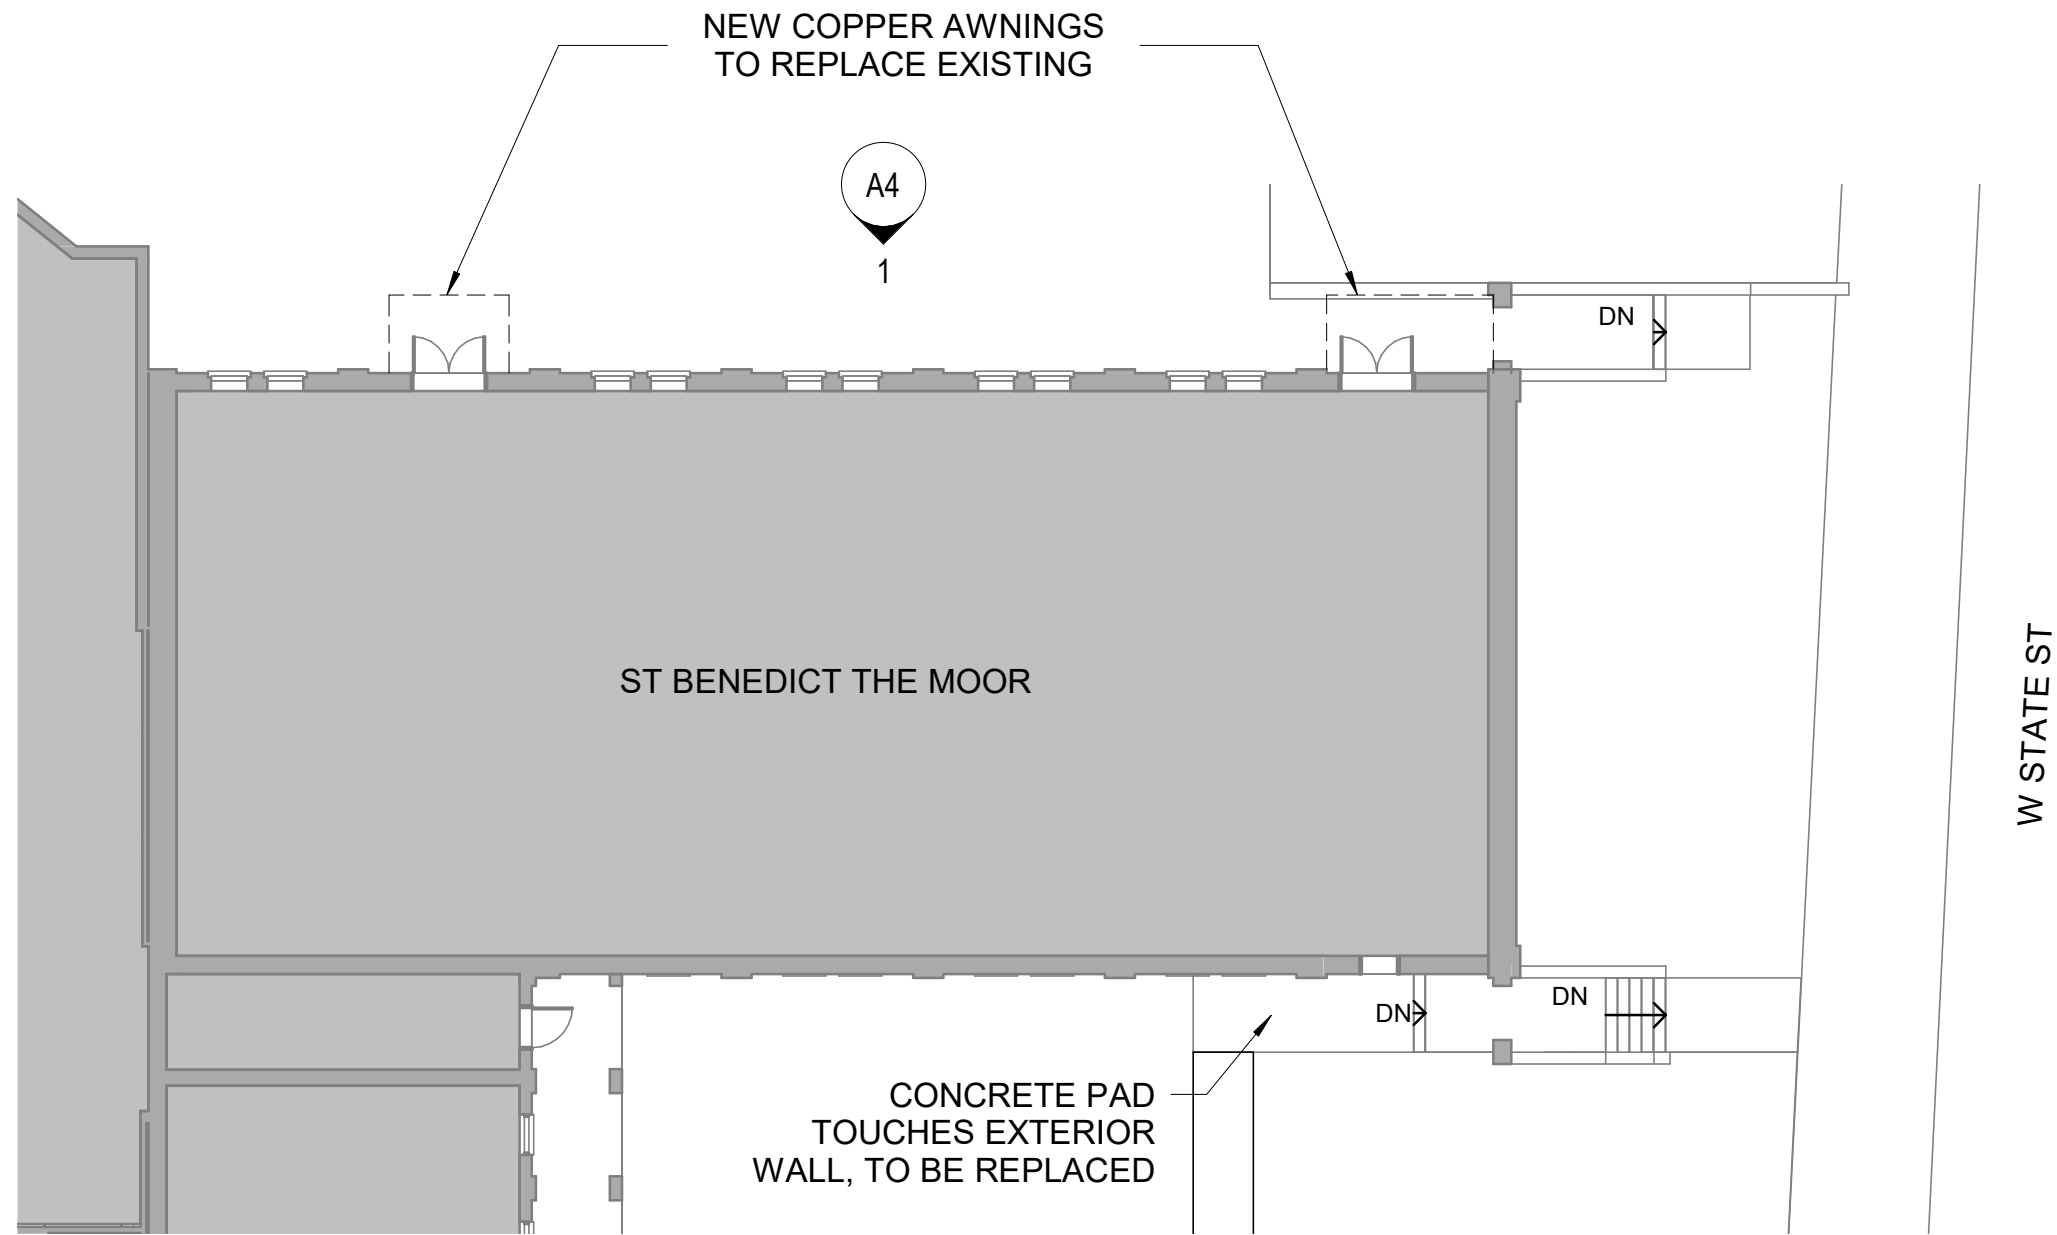 NEW COPPER AWNINGS
TO REPLACE EXISTING
A4
1
DN
ST BENEDICT THE MOOR
W STATE ST
DN
DN
CONCRETE PAD
TOUCHES EXTERIOR
WALL, TO BE REPLACED